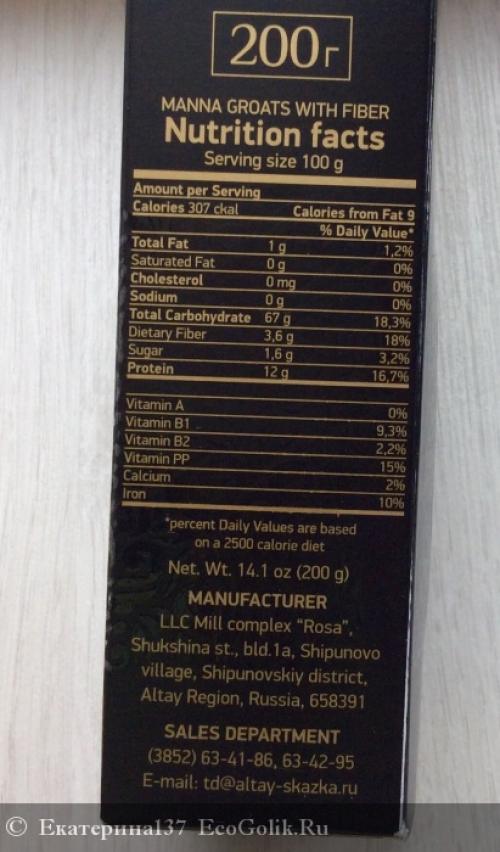 200г
MANNA GROATS WITH FIBER
Nutrition facts
Serving size 100 g
Amount per Serving
Calories 307 ckal Calories from Fat 9
% Daily Value*
Total Fat 1 g 1,2%
Saturated Fat 0 g 0%
Cholesterol 0 mg 0%
Sodium 0 g 0%
Total Carbohydrate 67 g 18,3%
Dietary Fiber 3,6 g 18%
Sugar 1,6 g 3,2%
Protein 12 g 16,7%
Vitamin A 0%
Vitamin B1 9,3%
Vitamin B2 2,2%
Vitamin PP 15%
Calcium 2%
Iron 10%
*percent Daily Values are based
on a 2500 calorie diet
Net. Wt. 14.1 oz (200 g)
MANUFACTURER
LLC Mill complex "Rosa",
Shukshina st., bld.1a, Shipunovo
village, Shipunovskiy district,
Altay Region, Russia, 658391
SALES DEPARTMENT
(3852) 63-41-86, 63-42-95
E-mail: td@altay-skazka.ru
© Екатерина137 EcoGolik.Ru